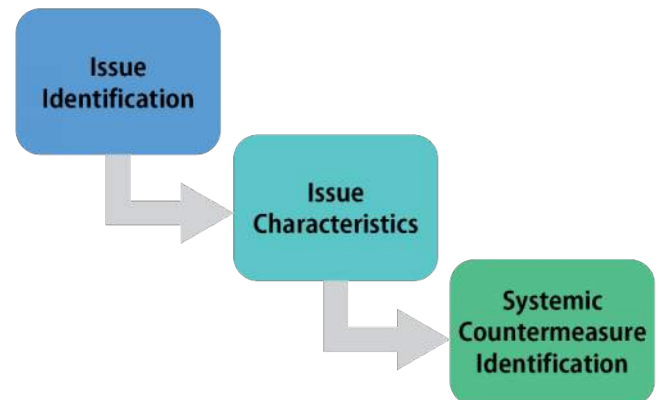 Issue
Identification
Issue
Characteristics
Systemic
Countermeasure
Identification